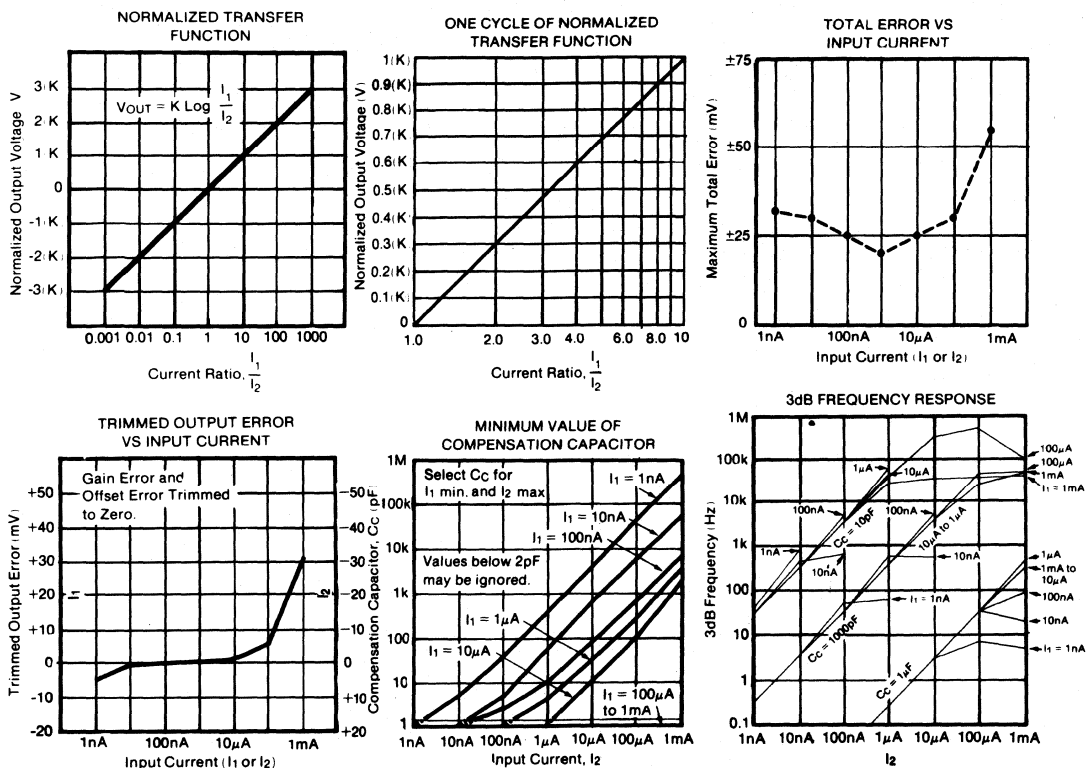 NORMALIZED TRANSFER
FUNCTION
Normalized Output Voltage V
3(K
2(K
1(K
0
-1(K
-2(K)
-3(K)
VOUT = K Log I1
I2
0.001 0.01 0.1 1 10 100 1000
Current Ratio, I1
I2
ONE CYCLE OF NORMALIZED
TRANSFER FUNCTION
Normalized Output Voltage (V)
1(K)
0.9(K)
0.8(K)
0.7(K)
0.6(K)
0.5(K)
0.4(K)
0.3(K)
0.2(K)
0.1(K)
0
1.0 2.0 3.0 4.0 6.0 8.0 10
Current Ratio, I1
I2
TOTAL ERROR VS
INPUT CURRENT
Maximum Total Error (mV)
±75
±50
±25
0
1nA 100nA 10μA 1mA
Input Current (I1 or I2)
TRIMMED OUTPUT ERROR
VS INPUT CURRENT
Trimmed Output Error (mV)
Gain Error and
Offset Error Trimmed
to Zero.
+50
+40
+30
+20
+10
0
-10
-20
I1
-50
-40
-30
-20
-10
0
+10
+20
I2
1nA 100nA 10μA 1mA
Input Current (I1 or I2)
MINIMUM VALUE OF
COMPENSATION CAPACITOR
Compensation Capacitor, CC (pF)
1M
100k
10k
1k
100
10
1
Select CC for
I1 min. and I2 max
I1 = 1nA
I1 = 10nA
I1 = 100nA
Values below 2pF
may be ignored.
I1 = 1μA
I1 = 10μA
I1 = 100μA
to 1mA
1nA 10nA 100nA 1μA 10μA 100μA 1mA
Input Current, I2
3dB FREQUENCY RESPONSE
3dB Frequency (Hz)
1M
100k
10k
1k
100
10
1
0.1
1μA
10μA
100nA
CC = 10pF
1nA
10nA
100nA
10μA to 1μA
10nA
I1 = 1nA
CC = 1000pF
CC = 1μF
100μA
100μA
1mA
I1 = 1mA
1μA
1mA to
10μA
100nA
10nA
I1 = 1nA
1nA 10nA 100nA 1μA 10μA 100μA 1mA
I2